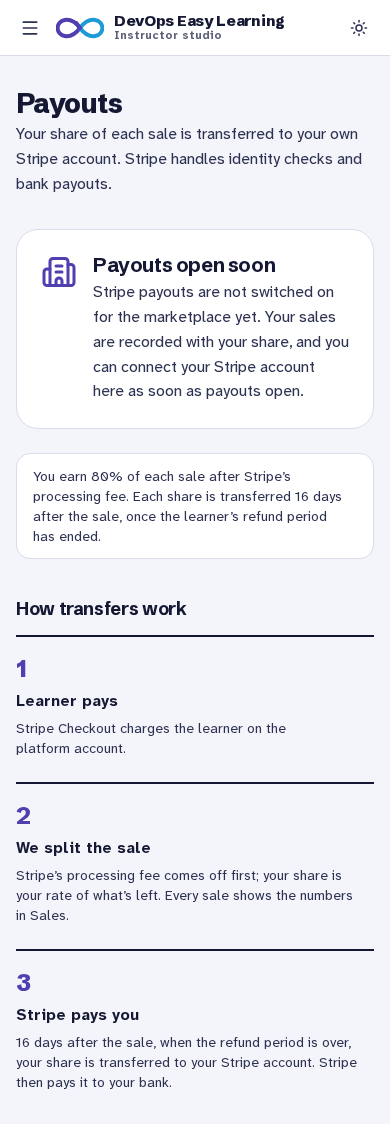 DevOps Easy Learning
Instructor studio
Payouts
Your share of each sale is transferred to your own
Stripe account. Stripe handles identity checks and
bank payouts.
Payouts open soon
Stripe payouts are not switched on
for the marketplace yet. Your sales
are recorded with your share, and you
can connect your Stripe account
here as soon as payouts open.
You earn 80% of each sale after Stripe’s
processing fee. Each share is transferred 16 days
after the sale, once the learner’s refund period
has ended.
How transfers work
1
Learner pays
Stripe Checkout charges the learner on the
platform account.
2
We split the sale
Stripe’s processing fee comes off first; your share is
your rate of what’s left. Every sale shows the numbers
in Sales.
3
Stripe pays you
16 days after the sale, when the refund period is over,
your share is transferred to your Stripe account. Stripe
then pays it to your bank.